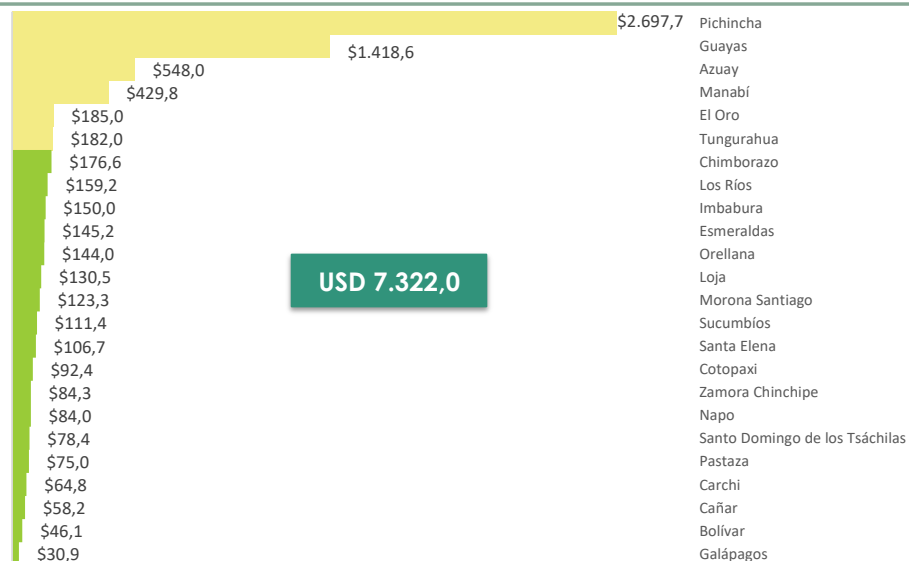 $2.697,7 Pichincha
$1.418,6 Guayas
$548,0 Azuay
$429,8 Manabí
$185,0 El Oro
$182,0 Tungurahua
$176,6 Chimborazo
$159,2 Los Ríos
$150,0 Imbabura
$145,2 Esmeraldas
$144,0 Orellana
$130,5 Loja
USD 7.322,0
$123,3 Morona Santiago
$111,4 Sucumbíos
$106,7 Santa Elena
$92,4 Cotopaxi
$84,3 Zamora Chinchipe
$84,0 Napo
$78,4 Santo Domingo de los Tsáchilas
$75,0 Pastaza
$64,8 Carchi
$58,2 Cañar
$46,1 Bolívar
$30,9 Galápagos